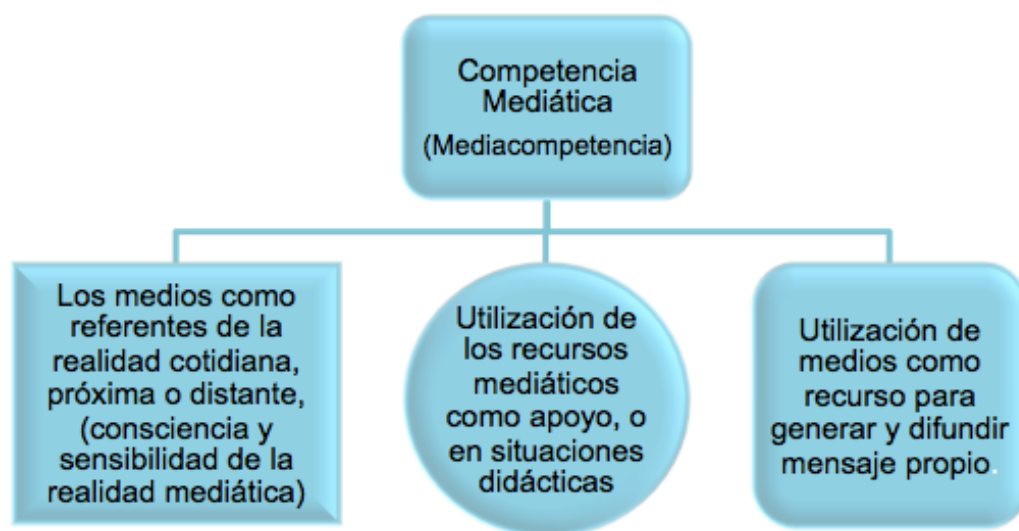 Competencia
Mediática
(Mediacompetencia)
Los medios como
referentes de la
realidad cotidiana,
próxima o distante,
(consciencia y
sensibilidad de la
realidad mediática)
Utilización de
los recursos
mediáticos
como apoyo, o
en situaciones
didácticas
Utilización de
medios como
recurso para
generar y difundir
mensaje propio.